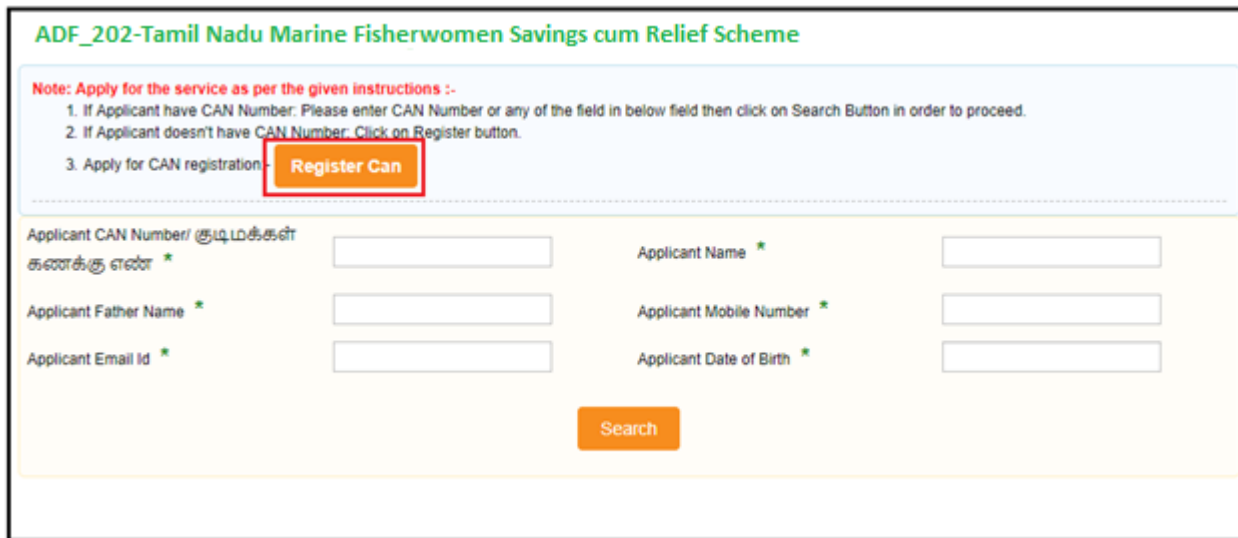 ADF_202-Tamil Nadu Marine Fisherwomen Savings cum Relief Scheme
Note: Apply for the service as per the given instructions :-
1. If Applicant have CAN Number: Please enter CAN Number or any of the field in below field then click on Search Button in order to proceed.
2. If Applicant doesn't have CAN Number: Click on Register button.
3. Apply for CAN registration:- Register Can
Applicant CAN Number/ குடிமக்கள்
கணக்கு எண் * Applicant Name *
Applicant Father Name * Applicant Mobile Number *
Applicant Email Id * Applicant Date of Birth *
Search